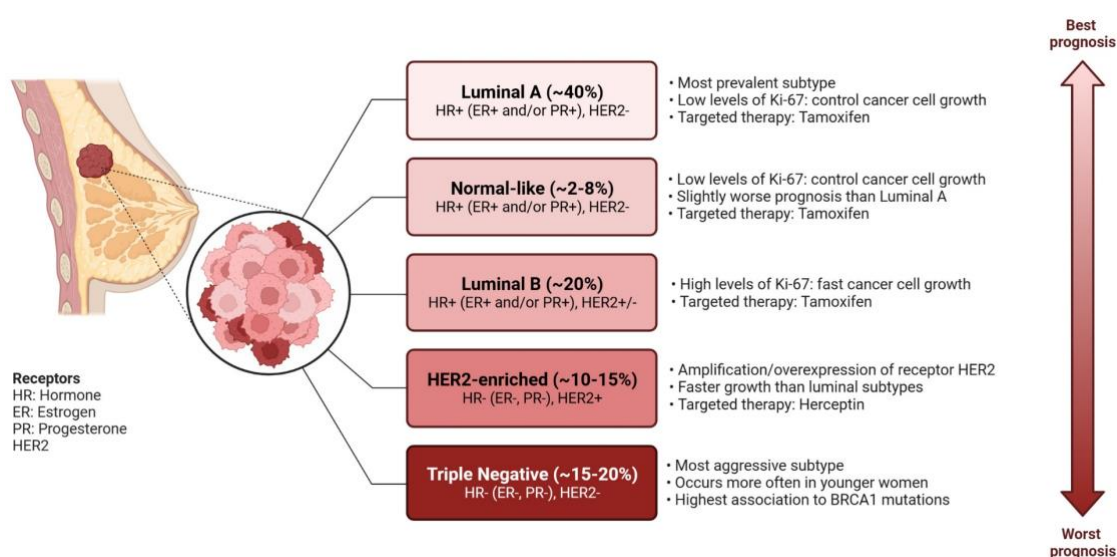 Best
prognosis
Luminal A (~40%)
HR+ (ER+ and/or PR+), HER2-
• Most prevalent subtype
• Low levels of Ki-67: control cancer cell growth
• Targeted therapy: Tamoxifen
Normal-like (~2-8%)
HR+ (ER+ and/or PR+), HER2-
• Low levels of Ki-67: control cancer cell growth
• Slightly worse prognosis than Luminal A
• Targeted therapy: Tamoxifen
Luminal B (~20%)
HR+ (ER+ and/or PR+), HER2+/-
• High levels of Ki-67: fast cancer cell growth
• Targeted therapy: Tamoxifen
HER2-enriched (~10-15%)
HR- (ER-, PR-), HER2+
• Amplification/overexpression of receptor HER2
• Faster growth than luminal subtypes
• Targeted therapy: Herceptin
Triple Negative (~15-20%)
HR- (ER-, PR-), HER2-
• Most aggressive subtype
• Occurs more often in younger women
• Highest association to BRCA1 mutations
Receptors
HR: Hormone
ER: Estrogen
PR: Progesterone
HER2
Worst
prognosis